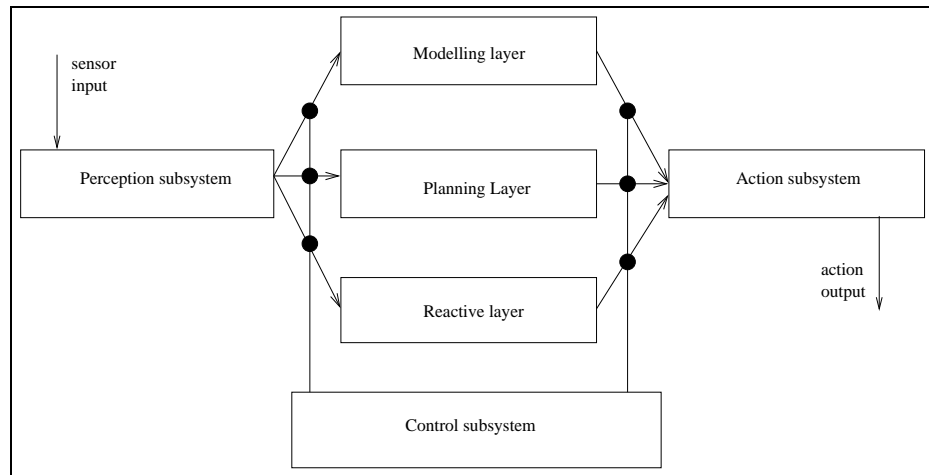 sensor
input
Modelling layer
Perception subsystem
Planning Layer
Action subsystem
action
output
Reactive layer
Control subsystem